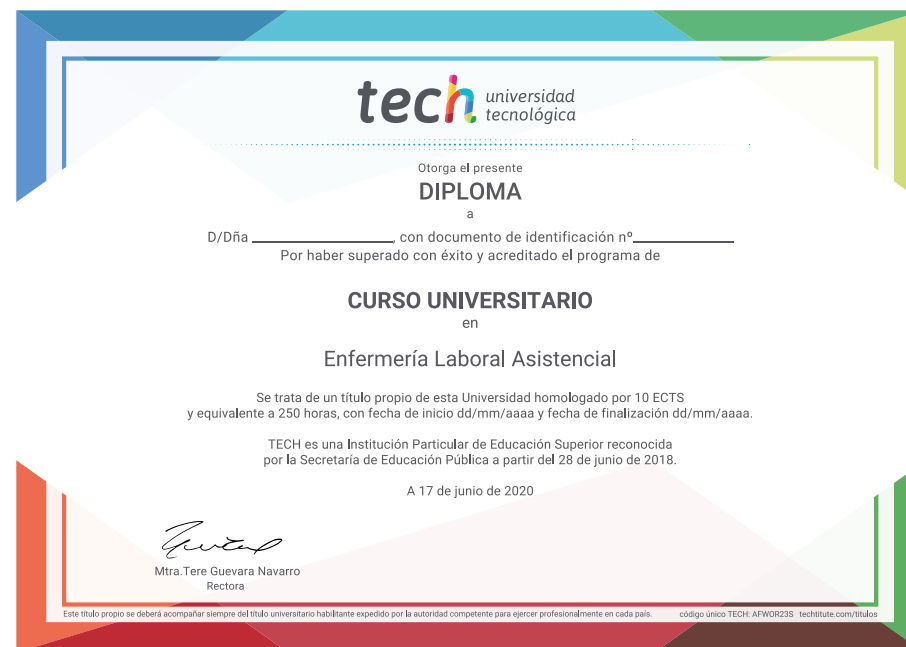 tech universidad
tecnológica
Otorga el presente
DIPLOMA
a
D/Dña ____________________, con documento de identificación nº______________
Por haber superado con éxito y acreditado el programa de
CURSO UNIVERSITARIO
en
Enfermería Laboral Asistencial
Se trata de un título propio de esta Universidad homologado por 10 ECTS
y equivalente a 250 horas, con fecha de inicio dd/mm/aaaa y fecha de finalización dd/mm/aaaa.
TECH es una Institución Particular de Educación Superior reconocida
por la Secretaría de Educación Pública a partir del 28 de junio de 2018.
A 17 de junio de 2020
Mtra.Tere Guevara Navarro
Rectora
Este título propio se deberá acompañar siempre del título universitario habilitante expedido por la autoridad competente para ejercer profesionalmente en cada país. código único TECH: AFWOR23S techtitute.com/títulos